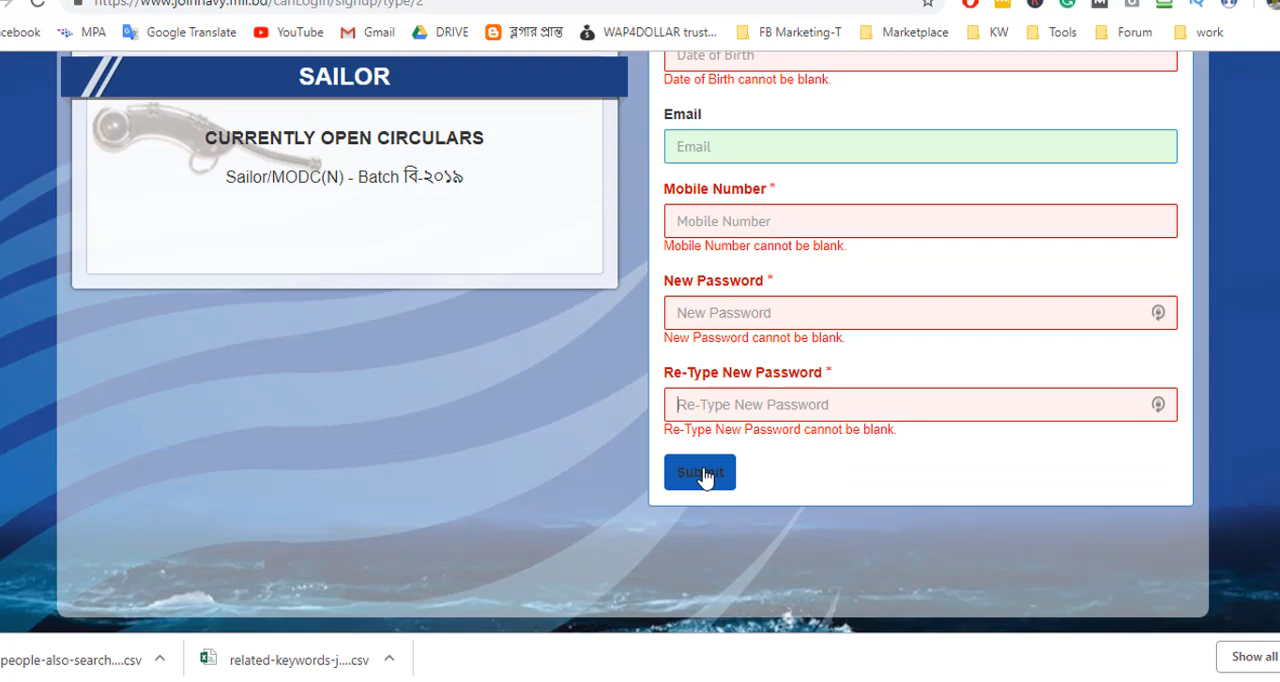 https://www.joinnavy.mil.bd/canLogin/signup/type/2
cebook MPA Google Translate YouTube Gmail DRIVE ব্লগার প্রান্ত WAP4DOLLAR trust... FB Marketing-T Marketplace KW Tools Forum work
SAILOR
CURRENTLY OPEN CIRCULARS
Sailor/MODC(N) - Batch বি-২০১৯
Date of Birth
Date of Birth cannot be blank.
Email
Email
Mobile Number *
Mobile Number
Mobile Number cannot be blank.
New Password *
New Password
New Password cannot be blank.
Re-Type New Password *
Re-Type New Password
Re-Type New Password cannot be blank.
Submit
people-also-search....csv
related-keywords-j....csv
Show all